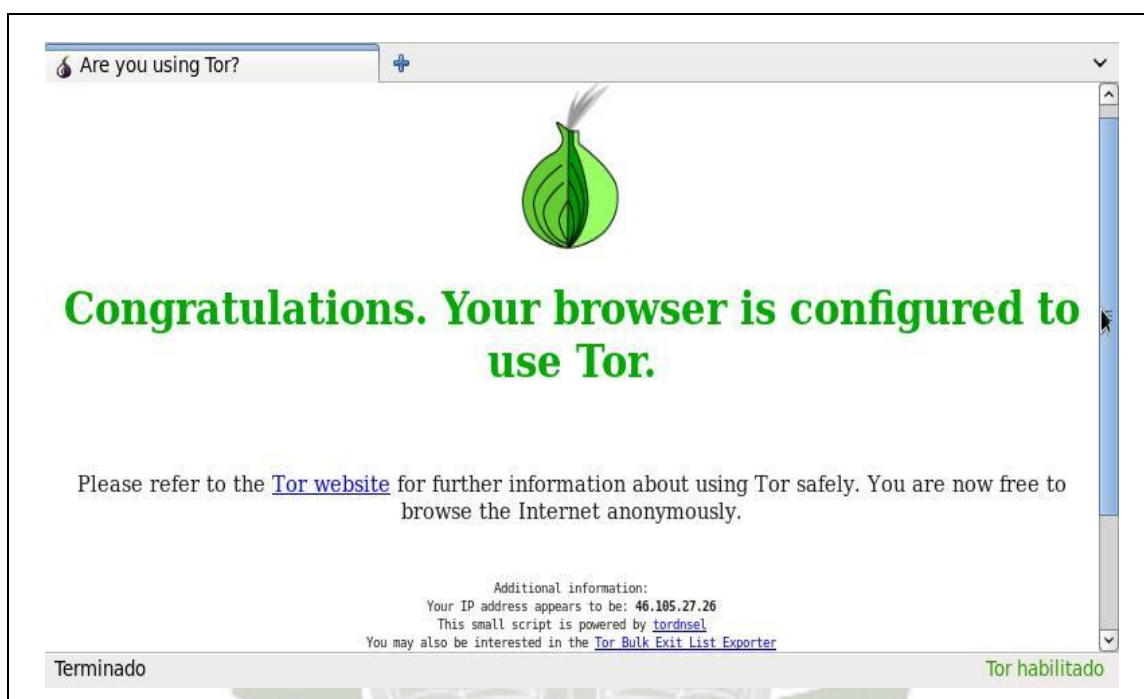 Are you using Tor?
Congratulations. Your browser is configured to
use Tor.
Please refer to the Tor website for further information about using Tor safely. You are now free to
browse the Internet anonymously.
Additional information:
Your IP address appears to be: 46.105.27.26
This small script is powered by tordnsel
You may also be interested in the Tor Bulk Exit List Exporter
Terminado
Tor habilitado